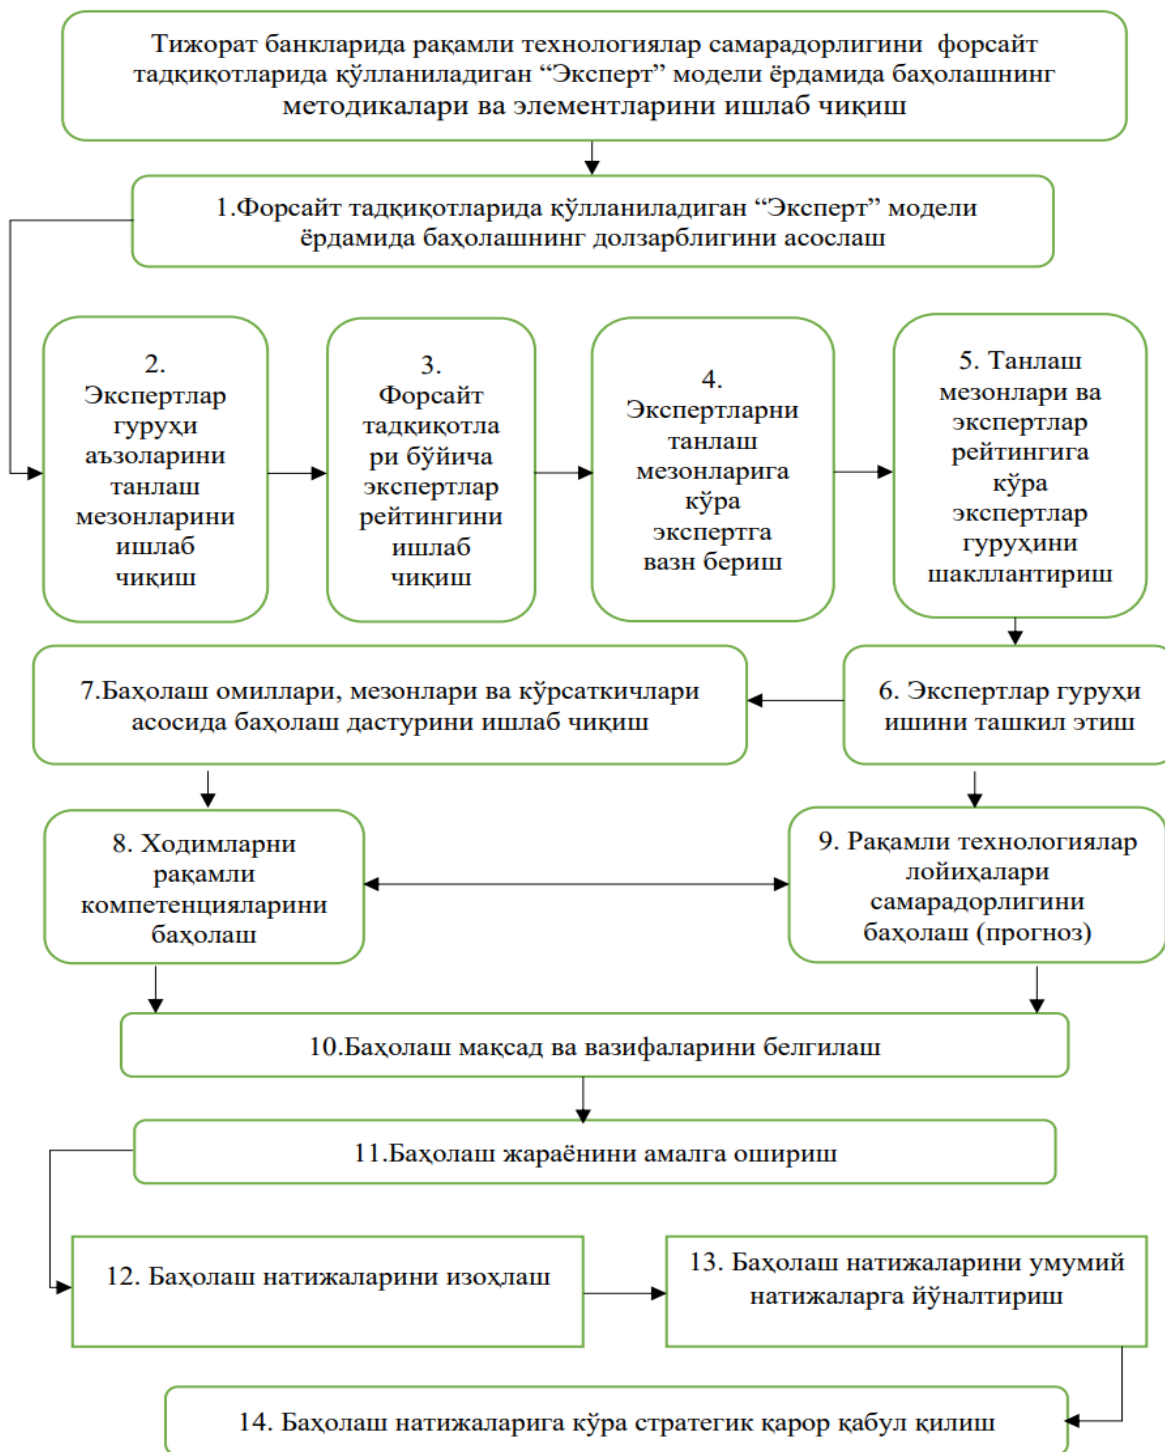 Тижорат банкларида рақамли технологиялар самарадорлигини форсайт
тадқиқотларида қўлланиладиган “Эксперт” модели ёрдамида баҳолашнинг
методикалари ва элементларини ишлаб чиқиш
1.Форсайт тадқиқотларида қўлланиладиган “Эксперт” модели
ёрдамида баҳолашнинг долзарблигини асослаш
2.
Экспертлар
гуруҳи
аъзоларини
танлаш
мезонларини
ишлаб
чиқиш
3.
Форсайт
тадқиқотла
ри бўйича
экспертлар
рейтингини
ишлаб
чиқиш
4.
Экспертларни
танлаш
мезонларига
кўра
экспертга
вазн бериш
5. Танлаш
мезонлари ва
экспертлар
рейтингига
кўра
экспертлар
гуруҳини
шакллантириш
7.Баҳолаш омиллари, мезонлари ва кўрсаткичлари
асосида баҳолаш дастурини ишлаб чиқиш
6. Экспертлар гуруҳи
ишини ташкил этиш
8. Ходимларни
рақамли
компетенцияларини
баҳолаш
9. Рақамли технологиялар
лойиҳалари
самарадорлигини
баҳолаш (прогноз)
10.Баҳолаш мақсад ва вазифаларини белгилаш
11.Баҳолаш жараёнини амалга ошириш
12. Баҳолаш натижаларини изоҳлаш
13. Баҳолаш натижаларини умумий
натижаларга йўналтириш
14. Баҳолаш натижаларига кўра стратегик қарор қабул қилиш